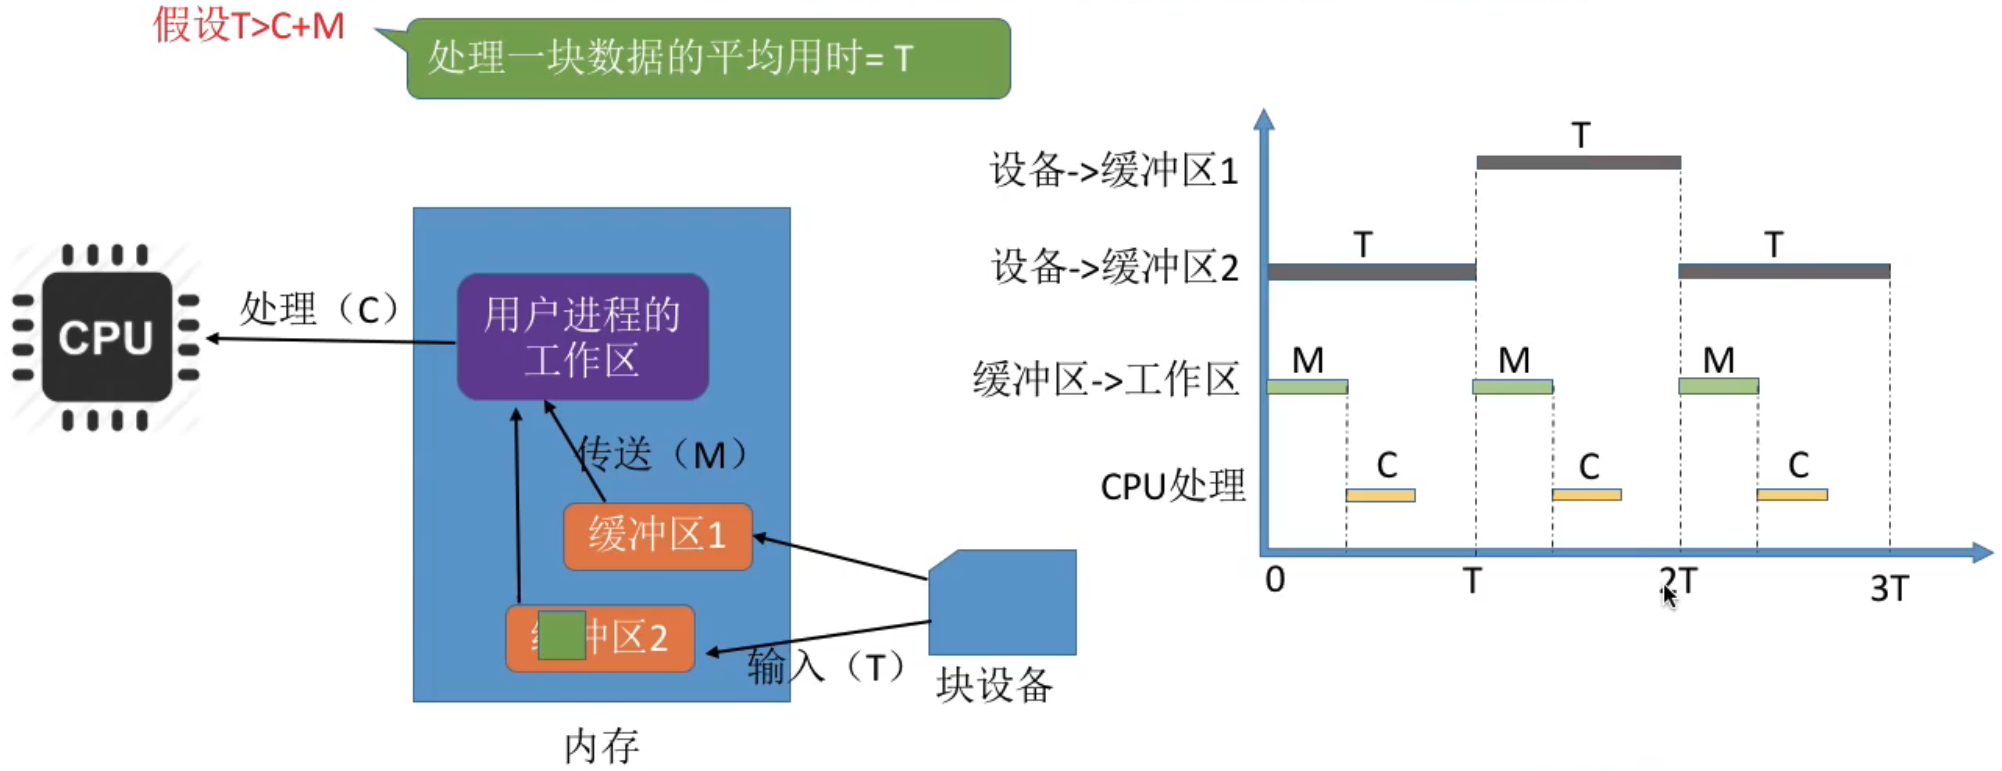 假设T>C+M
处理一块数据的平均用时= T
CPU
处理（C）
用户进程的
工作区
传送（M）
缓冲区1
冲区2
输入（T）
块设备
内存
设备->缓冲区1
T
设备->缓冲区2
T
T
缓冲区->工作区
M
M
M
CPU处理
C
C
C
0
T
2T
3T